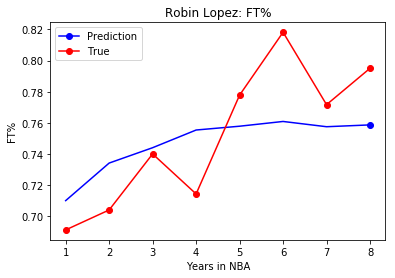 Robin Lopez: FT%
Prediction
True
FT%
0.82
0.80
0.78
0.76
0.74
0.72
0.70
1 2 3 4 5 6 7 8
Years in NBA